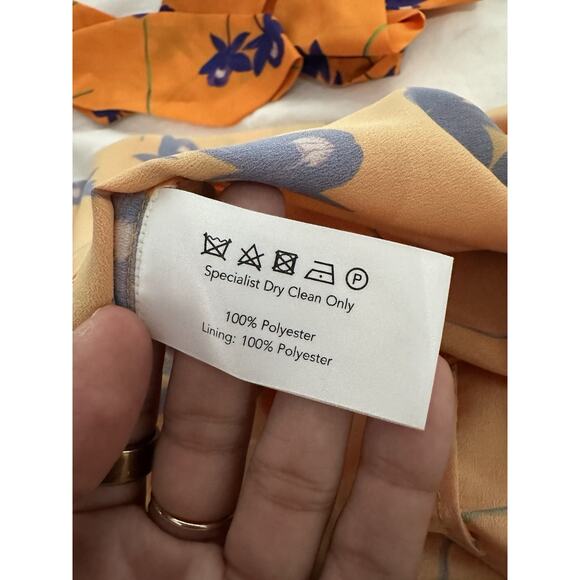 P
Specialist Dry Clean Only
100% Polyester
Lining: 100% Polyester